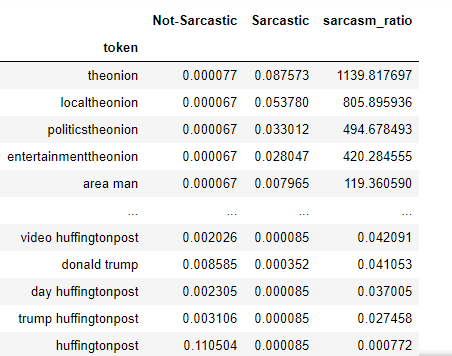 Not-Sarcastic Sarcastic sarcasm_ratio
token
theonion 0.000077 0.087573 1139.817697
localtheonion 0.000067 0.053780 805.895936
politicstheonion 0.000067 0.033012 494.678493
entertainmenttheonion 0.000067 0.028047 420.284555
area man 0.000067 0.007965 119.360590
... ... ... ...
video huffingtonpost 0.002026 0.000085 0.042091
donald trump 0.008585 0.000352 0.041053
day huffingtonpost 0.002305 0.000085 0.037005
trump huffingtonpost 0.003106 0.000085 0.027458
huffingtonpost 0.110504 0.000085 0.000772